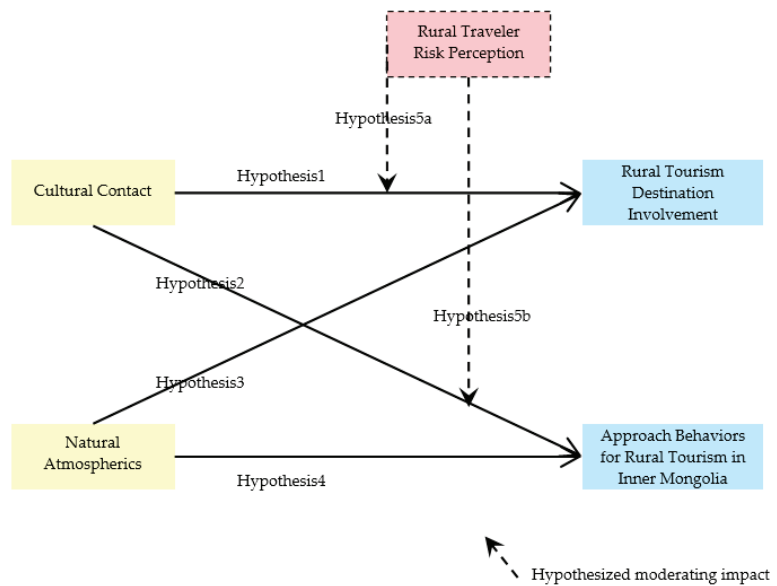 Rural Traveler
Risk Perception
Hypothesis5a
Hypothesis1
Cultural Contact
Rural Tourism
Destination
Involvement
Hypothesis2
Hypothesis5b
Hypothesis3
Natural
Atmospherics
Hypothesis4
Approach Behaviors
for Rural Tourism in
Inner Mongolia
Hypothesized moderating impact